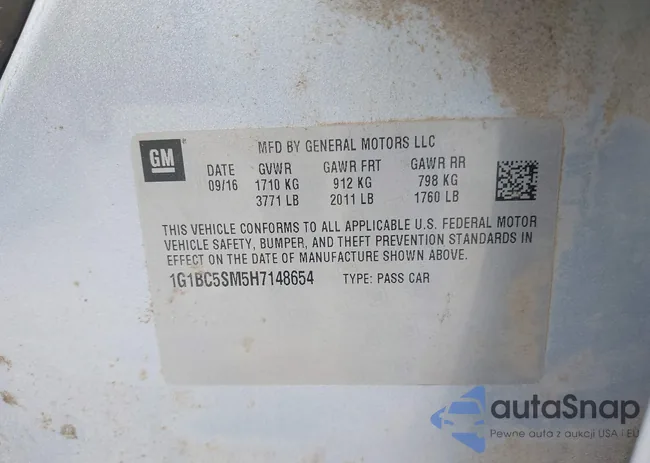 GM
MFD BY GENERAL MOTORS LLC
DATE GVWR GAWR FRT GAWR RR
09/16 1710 KG 912 KG 798 KG
3771 LB 2011 LB 1760 LB
THIS VEHICLE CONFORMS TO ALL APPLICABLE U.S. FEDERAL MOTOR
VEHICLE SAFETY, BUMPER, AND THEFT PREVENTION STANDARDS IN
EFFECT ON THE DATE OF MANUFACTURE SHOWN ABOVE.
1G1BC5SM5H7148654 TYPE: PASS CAR
autaSnap
Pewne auta z aukcji USA i EU